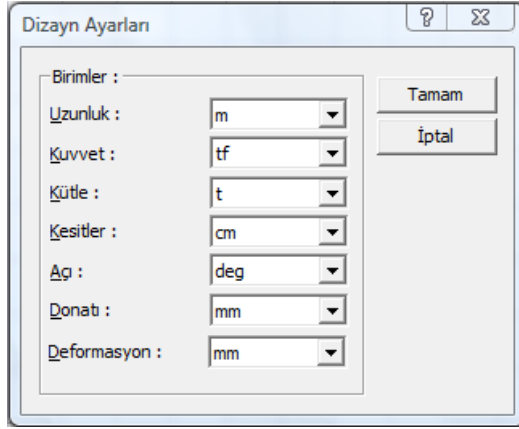 Dizayn Ayarları
Birimler :
Uzunluk : m
Kuvvet : tf
Kütle : t
Kesitler : cm
Açı : deg
Donatı : mm
Deformasyon : mm
Tamam
İptal